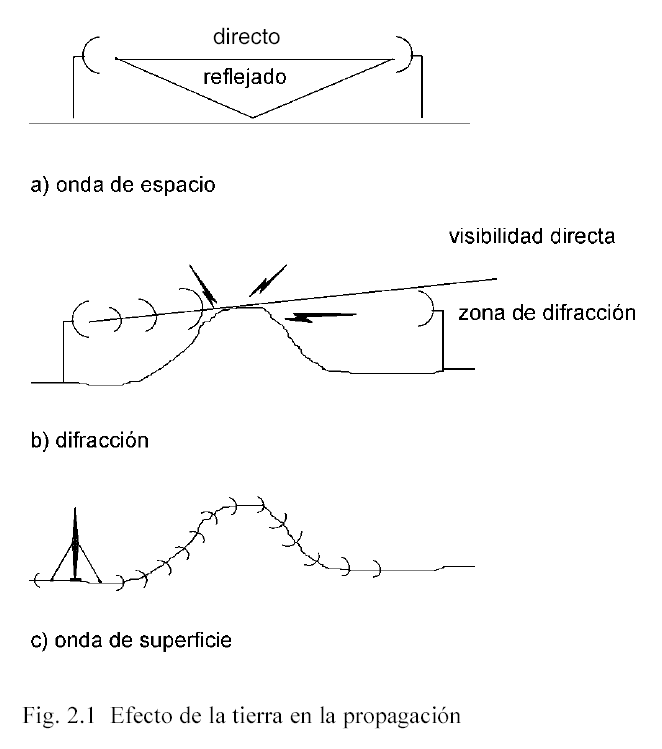 directo
reflejado
a) onda de espacio
visibilidad directa
zona de difracción
b) difracción
c) onda de superficie
Fig. 2.1 Efecto de la tierra en la propagación